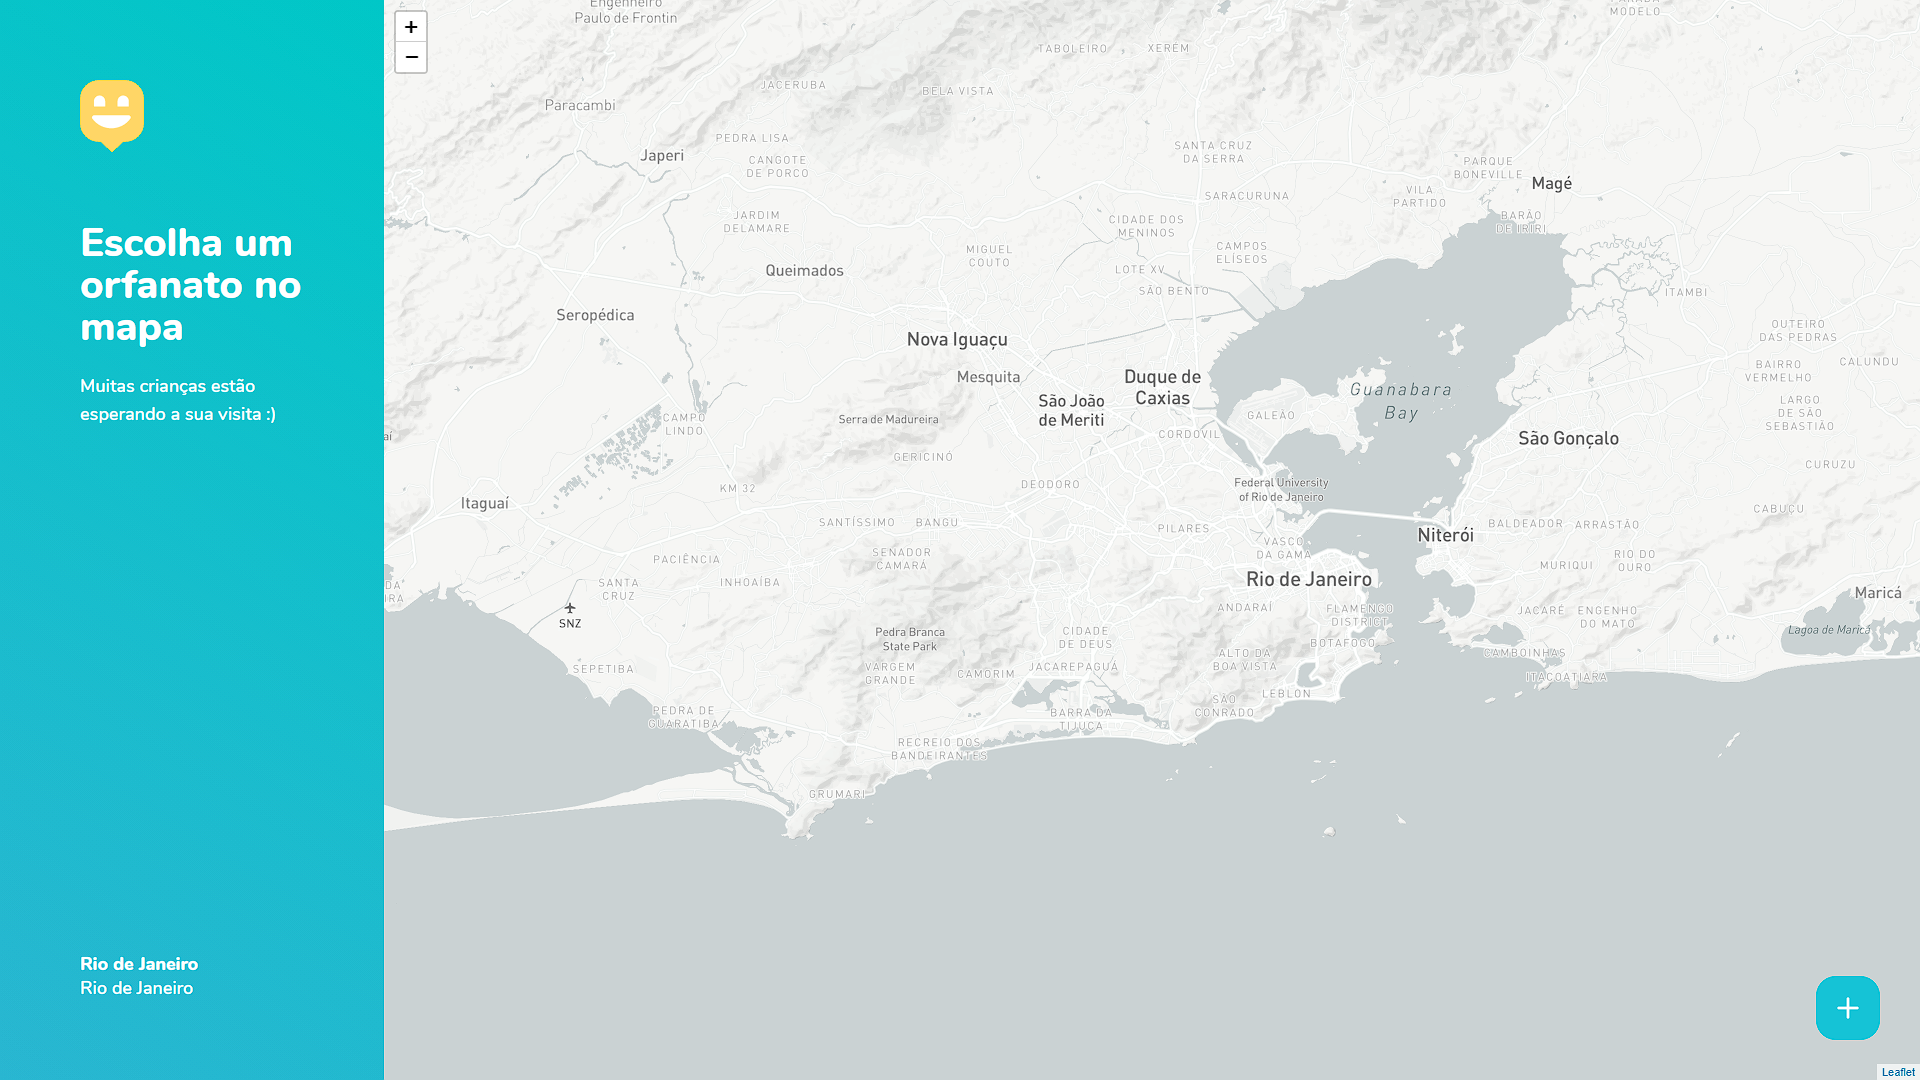 Escolha um
orfanato no
mapa
Muitas crianças estão
esperando a sua visita :)
Rio de Janeiro
Rio de Janeiro
+
−
Engenheiro
Paulo de Frontin
MODELO
TABOLEIRO
XERÉM
JACERUBA
BELA VISTA
Paracambi
PEDRA LISA
Japeri
CANGOTE
DE PORCO
SANTA CRUZ
DA SERRA
PARQUE
BONEVILLE
Magé
VILA
PARTIDO
SARACURUNA
JARDIM
DELAMARE
CIDADE DOS
MENINOS
BARÃO
DE IRIRI
MIGUEL
COUTO
CAMPOS
ELÍSEOS
Queimados
LOTE XV
SÃO BENTO
ITAMBI
Seropédica
Nova Iguaçu
OUTEIRO
DAS PEDRAS
CALUNDU
BAIRRO
VERMELHO
Mesquita
Duque de
Caxias
Guanabara
Bay
São João
de Meriti
LARGO
DE SÃO
SEBASTIÃO
CAMPO
LINDO
Serra de Madureira
GALEÃO
CORDOVIL
aí
São Gonçalo
GERICINÓ
CURUZU
KM 32
DEODORO
Federal University
of Rio de Janeiro
Itaguaí
CABUÇU
SANTÍSSIMO
BANGU
PILARES
BALDEADOR
ARRASTÃO
Niterói
VASCO
DA GAMA
PACIÊNCIA
SENADOR
CAMARÁ
RIO DO
OURO
MURIQUI
SANTA
CRUZ
INHOAÍBA
Rio de Janeiro
DA
IRA
Maricá
SNZ
ANDARAÍ
FLAMENGO
DISTRICT
JACARÉ
ENGENHO
DO MATO
Pedra Branca
State Park
CIDADE
DE DEUS
BOTAFOGO
Lagoa de Maricá
SEPETIBA
VARGEM
GRANDE
CAMORIM
JACAREPAGUÁ
ALTO DA
BOA VISTA
CAMBOINHAS
ITACOATIARA
LEBLON
PEDRA DE
GUARATIBA
BARRA DA
TIJUCA
SÃO
CONRADO
RECREIO DOS
BANDEIRANTES
GRUMARI
+
Leaflet